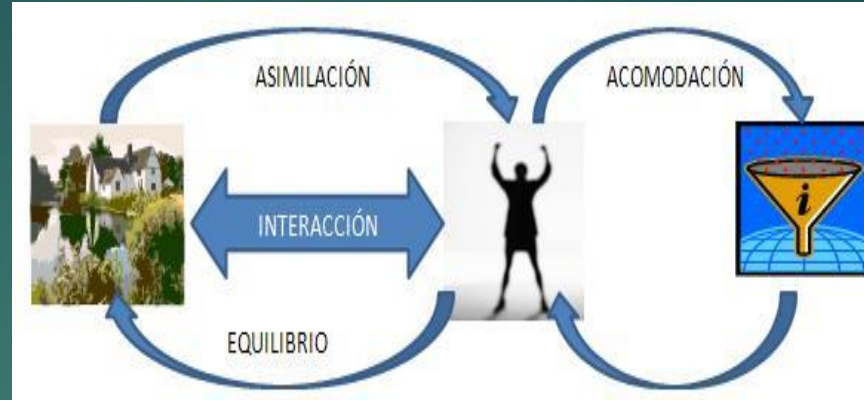 ASIMILACIÓN
ACOMODACIÓN
INTERACCIÓN
i
EQUILIBRIO